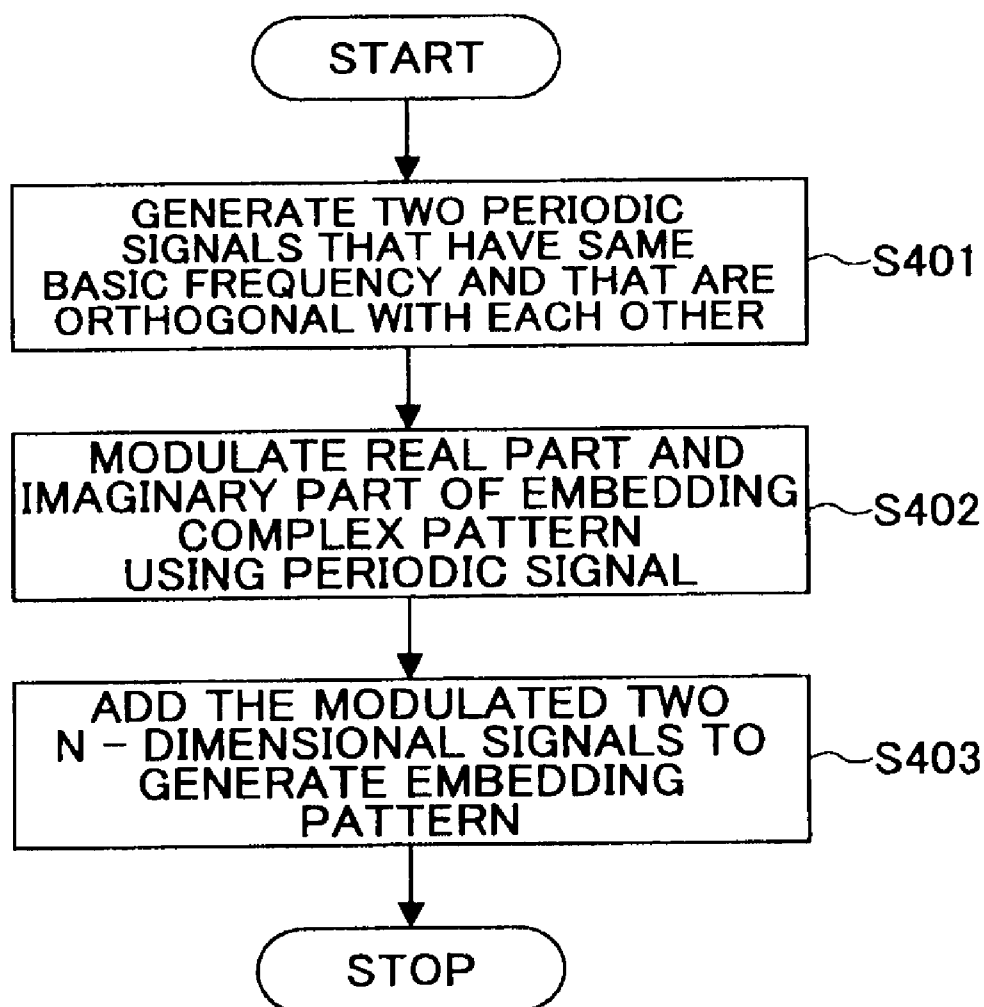 START
GENERATE TWO PERIODIC
SIGNALS THAT HAVE SAME
BASIC FREQUENCY AND THAT ARE
ORTHOGONAL WITH EACH OTHER
S401
MODULATE REAL PART AND
IMAGINARY PART OF EMBEDDING
COMPLEX PATTERN
USING PERIODIC SIGNAL
S402
ADD THE MODULATED TWO
N – DIMENSIONAL SIGNALS TO
GENERATE EMBEDDING
PATTERN
S403
STOP